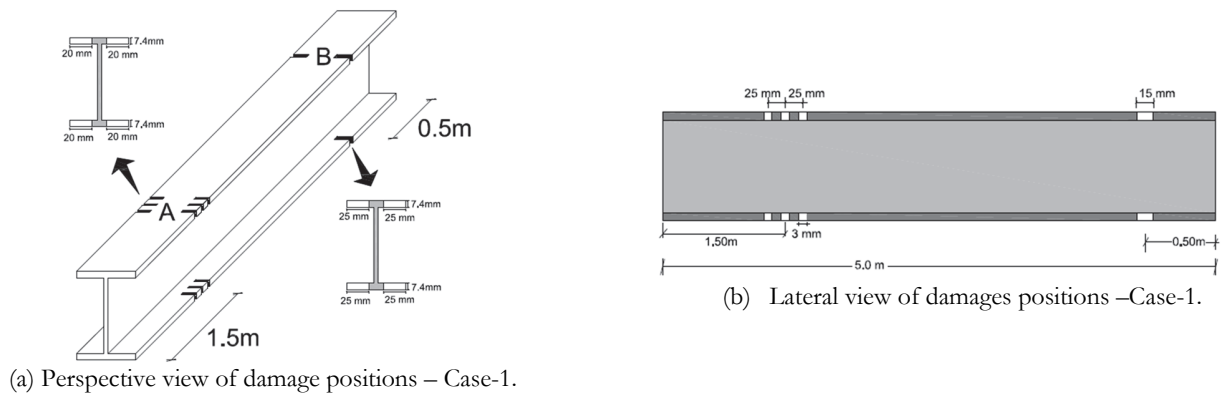 7.4mm
20 mm 20 mm
7.4mm
20 mm 20 mm
A
B
0.5m
1.5m
7.4mm
25 mm 25 mm
7.4mm
25 mm 25 mm
(a) Perspective view of damage positions – Case-1.
25 mm 25 mm
15 mm
1.50m
3 mm
0.50m
5.0 m
(b) Lateral view of damages positions –Case-1.